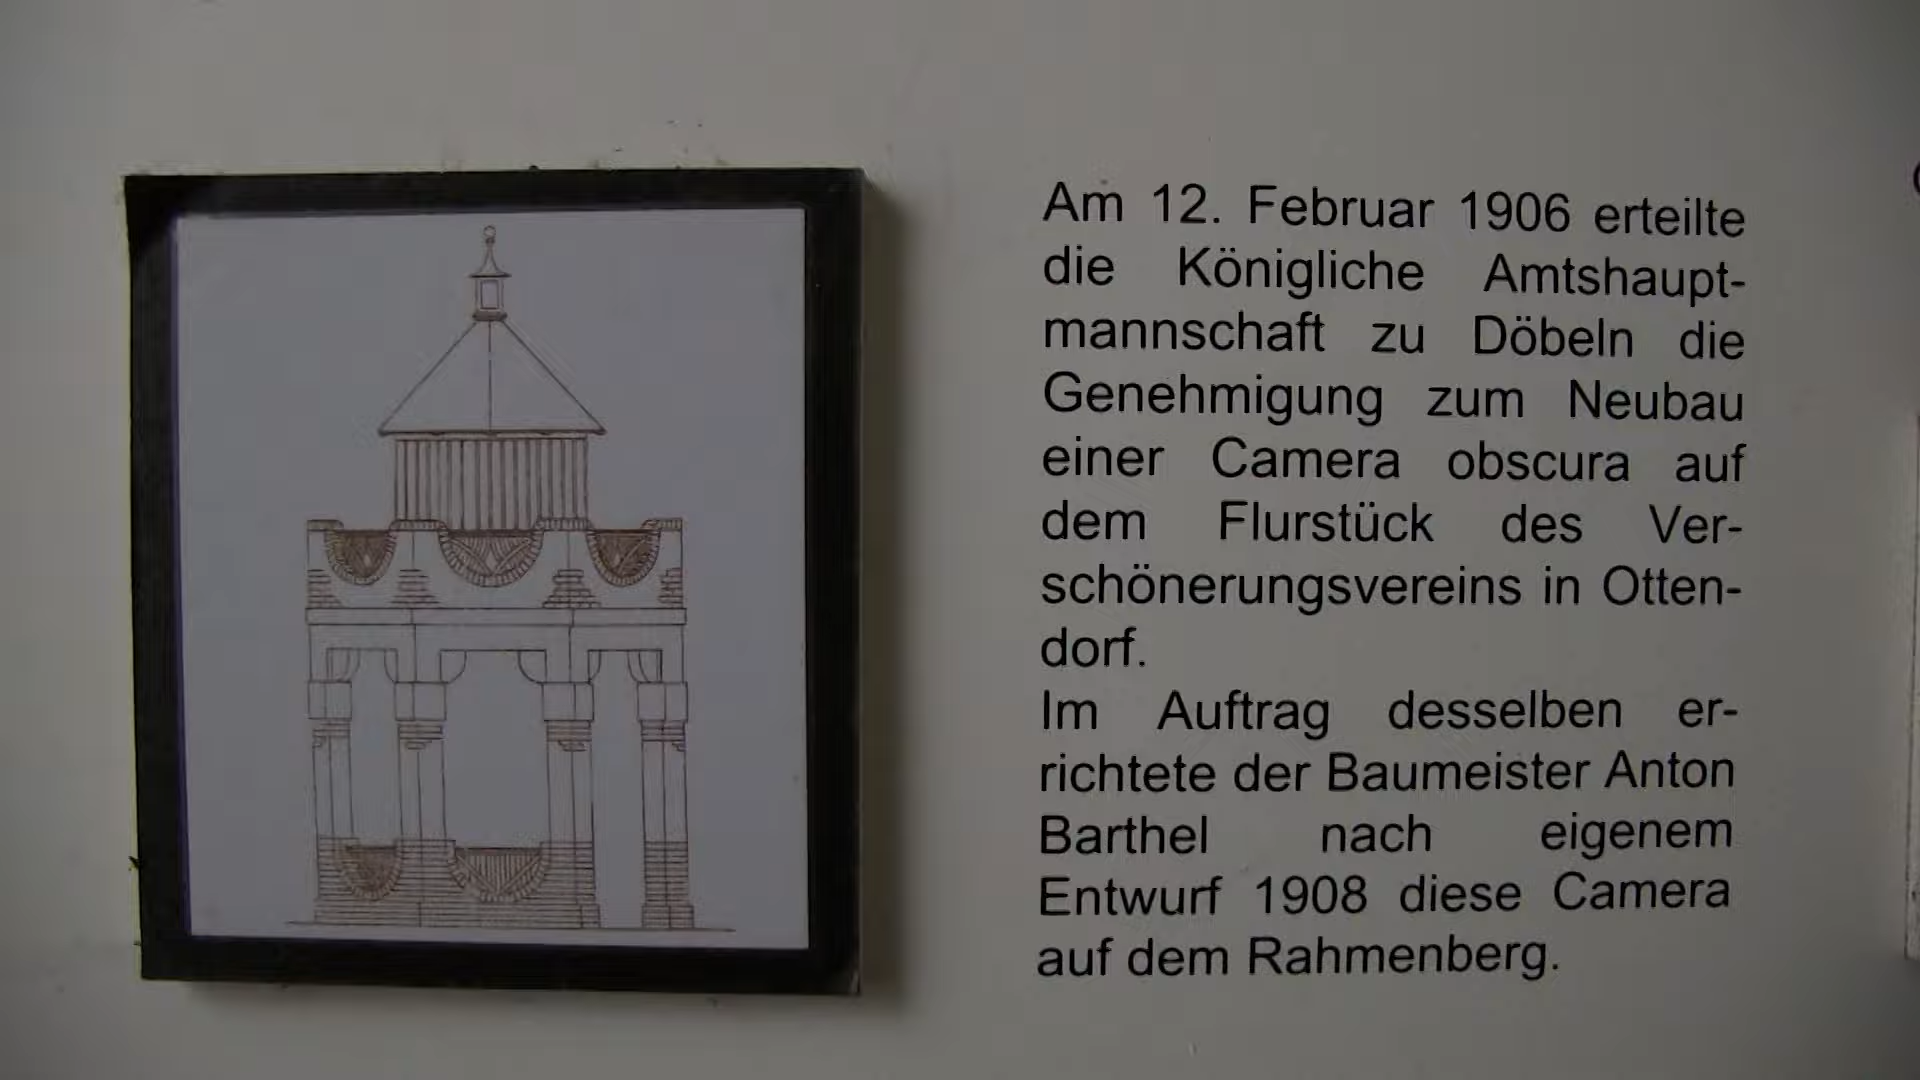 Am 12. Februar 1906 erteilte
die Königliche Amtshaupt-
mannschaft zu Döbeln die
Genehmigung zum Neubau
einer Camera obscura auf
dem Flurstück des Ver-
schönerungsvereins in Otten-
dorf.
Im Auftrag desselben er-
richtete der Baumeister Anton
Barthel nach eigenem
Entwurf 1908 diese Camera
auf dem Rahmenberg.